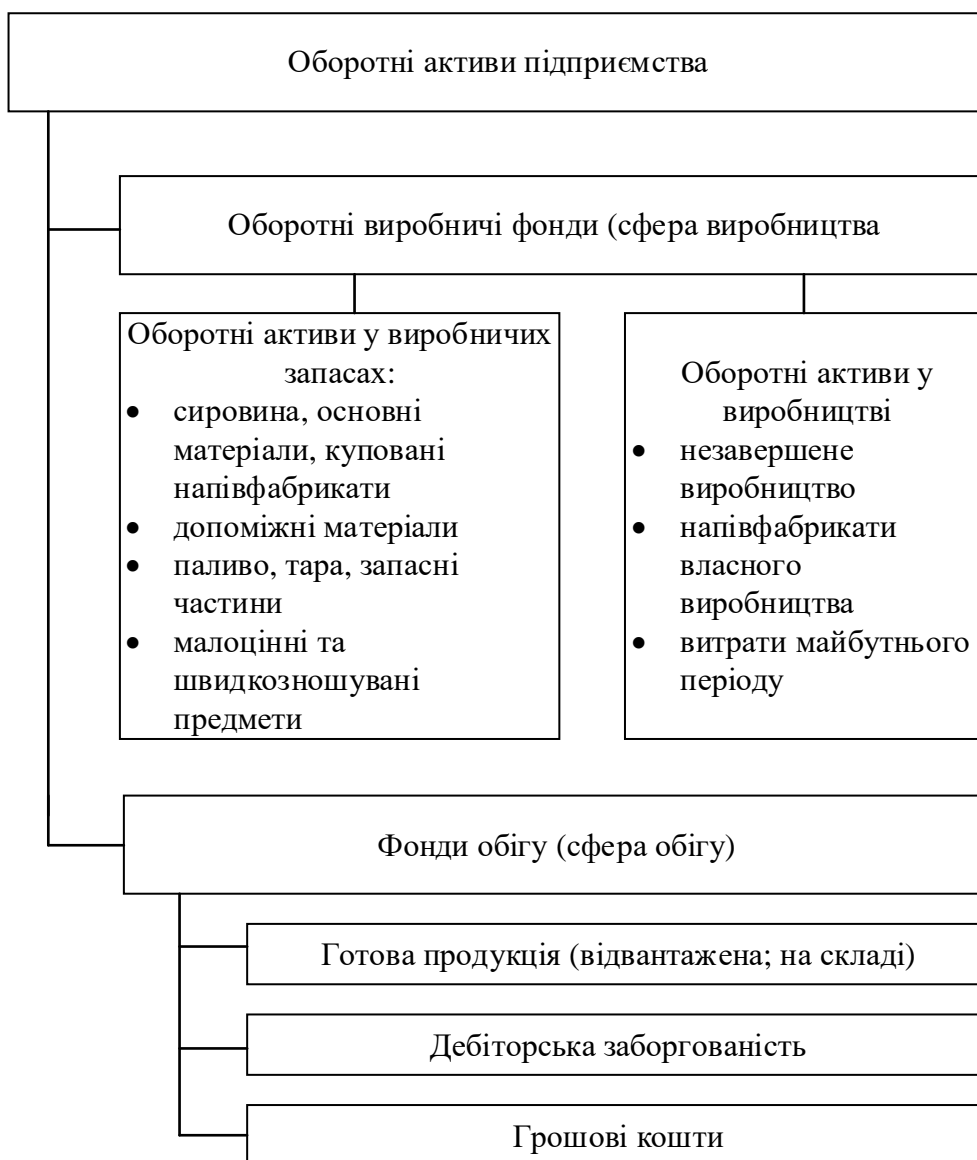 Оборотні активи підприємства
Оборотні виробничі фонди (сфера виробництва
Оборотні активи у виробничих
запасах:
• сировина, основні
матеріали, куповані
напівфабрикати
• допоміжні матеріали
• паливо, тара, запасні
частини
• малоцінні та
швидкозношувані
предмети
Оборотні активи у
виробництві
• незавершене
виробництво
• напівфабрикати
власного
виробництва
• витрати майбутнього
періоду
Фонди обігу (сфера обігу)
Готова продукція (відвантажена; на складі)
Дебіторська заборгованість
Грошові кошти